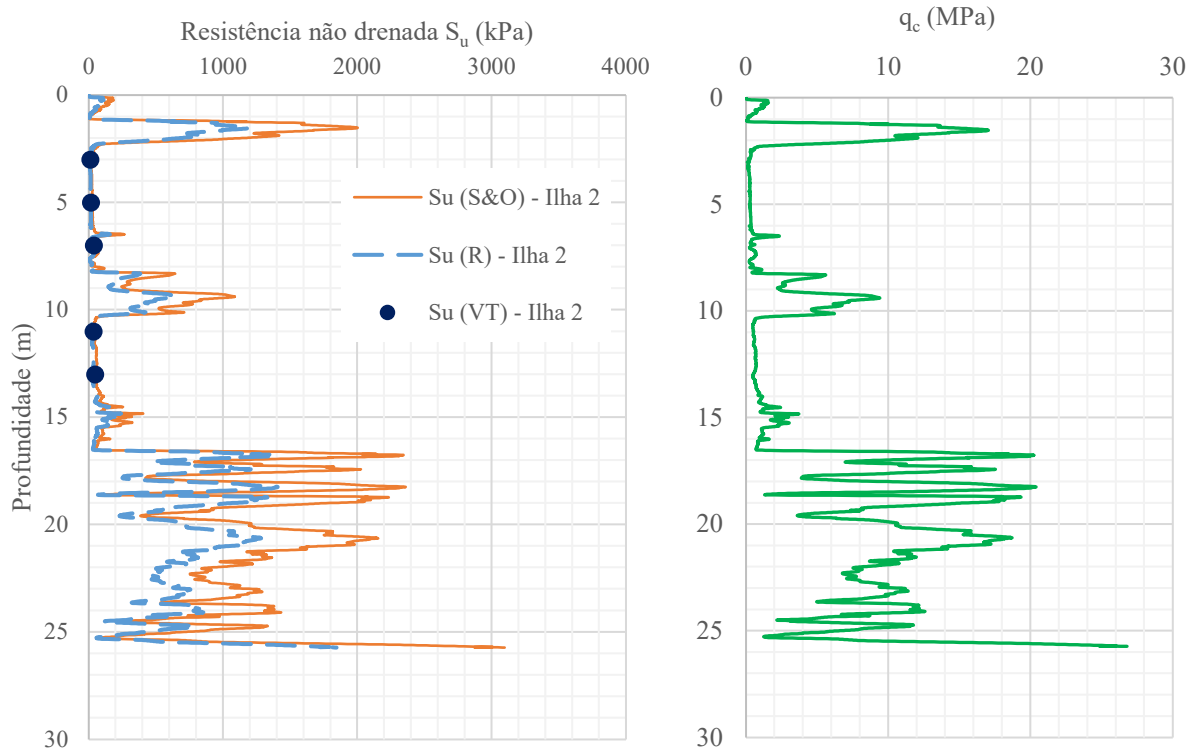 Resistência não drenada Sᵤ (kPa)
0 1000 2000 3000 4000
0
5
10
15
20
25
30
Profundidade (m)
Su (S&O) - Ilha 2
Su (R) - Ilha 2
Su (VT) - Ilha 2
q_c (MPa)
0 10 20 30
0
5
10
15
20
25
30